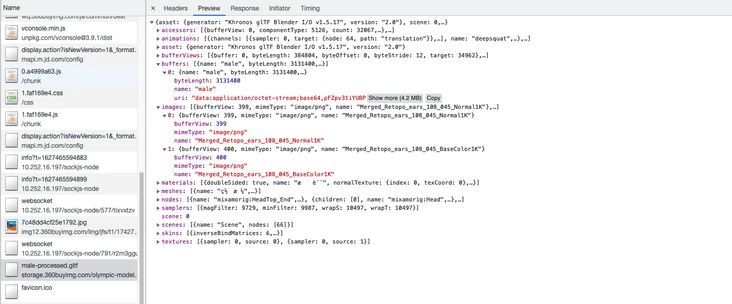 Name
Headers
Preview
Response
Initiator
Timing
vconsole.min.js
unpkg.com/vconsole@3.9.1/dist
display.action?isNewVersion=1&_format.
mapi.m.jd.com/config
0.a4999a63.js
/chunk
1.faf169e4.css
/css
1.faf169e4.js
/chunk
display.action?isNewVersion=1&_format.
mapi.m.jd.com/config
info?t=1627465594883
10.252.16.197/sockjs-node
info?t=1627465594899
10.252.16.197/sockjs-node
websocket
10.252.16.197/sockjs-node/577/tixvxtzv
7c48dd4cf25e1792.jpg
img12.360buyimg.com/ling/jfs/t1/17427...
websocket
10.252.16.197/sockjs-node/791/r2m3ggu
male-processed.gltf
storage.360buyimg.com/olympic-model.
favicon.ico
{asset: {generator: "Khronos glTF Blender I/O v1.5.17", version: "2.0"}, scene: 0,…}
accessors: [{bufferView: 0, componentType: 5126, count: 32067,…},…]
animations: [{channels: [{sampler: 0, target: {node: 64, path: "translation"}},…], name: "deepsquat",…},…]
asset: {generator: "Khronos glTF Blender I/O v1.5.17", version: "2.0"}
bufferViews: [{buffer: 0, byteLength: 384804, byteOffset: 0, byteStride: 12, target: 34962},…]
buffers: [{name: "male", byteLength: 3131400,…}]
0: {name: "male", byteLength: 3131400,…}
byteLength: 3131400
name: "male"
uri: "data:application/octet-stream;base64,pFZpv31iYUBP Show more (4.2 MB) Copy
images: [{bufferView: 399, mimeType: "image/png", name: "Merged_Retopo_ears_108_045_Normal1K"},…]
0: {bufferView: 399, mimeType: "image/png", name: "Merged_Retopo_ears_108_045_Normal1K"}
bufferView: 399
mimeType: "image/png"
name: "Merged_Retopo_ears_108_045_Normal1K"
1: {bufferView: 400, mimeType: "image/png", name: "Merged_Retopo_ears_108_045_BaseColor1K"}
bufferView: 400
mimeType: "image/png"
name: "Merged_Retopo_ears_108_045_BaseColor1K"
materials: [{doubleSided: true, name: normalTexture: {index: 0, texCoord: 0},…},…]
meshes: [{name:
nodes: [{name: "mixamorig:HeadTop_End",…}, {children: [0], name: "mixamorig:Head",…},…]
samplers: [{magFilter: 9729, minFilter: 9987, wrapS: 10497, wrapT: 10497}]
scene: 0
scenes: [{name: "Scene", nodes: [66]}]
skins: [{inverseBindMatrices: 6,…},…]
textures: [{sampler: 0, source: 0}, {sampler: 0, source: 1}]